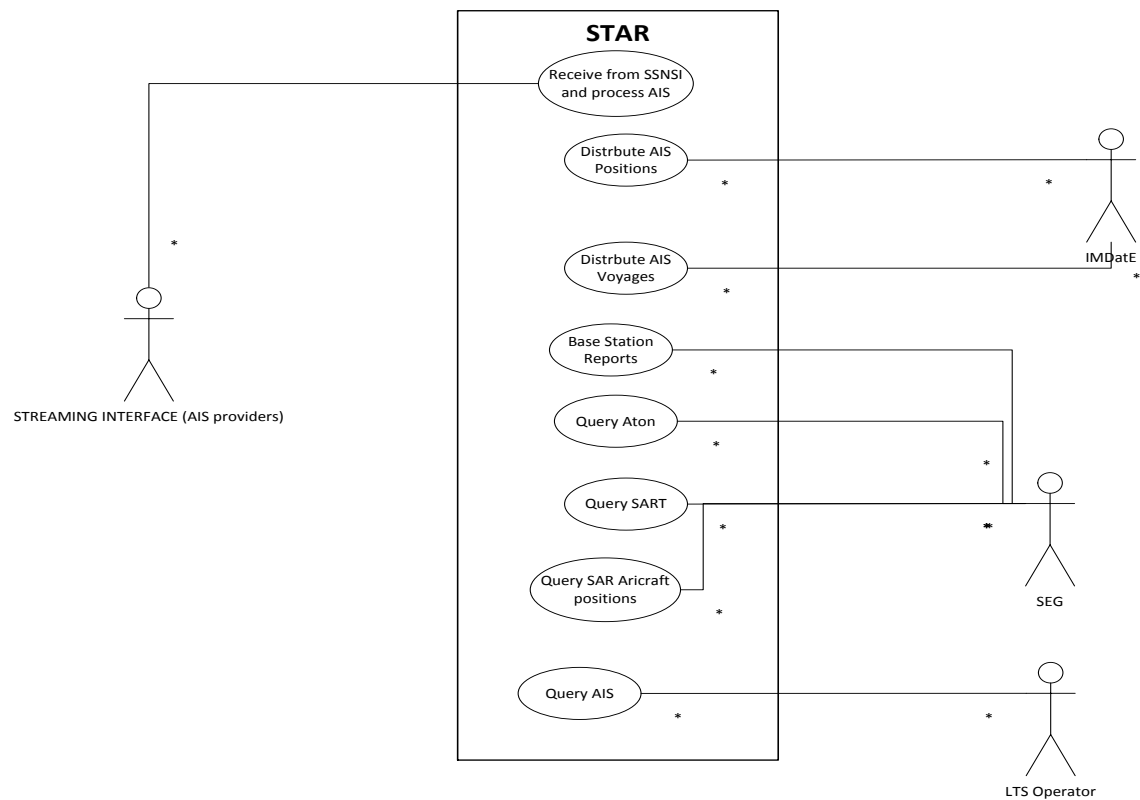 STAR
Receive from SSNSI
and process AIS
Distrbute AIS
Positions
*
*
*
IMDatE
Distrbute AIS
Voyages
*
*
Base Station
Reports
*
STREAMING INTERFACE (AIS providers)
Query Aton
*
*
Query SART
*
**
Query SAR Aricraft
positions
*
SEG
Query AIS
*
*
LTS Operator